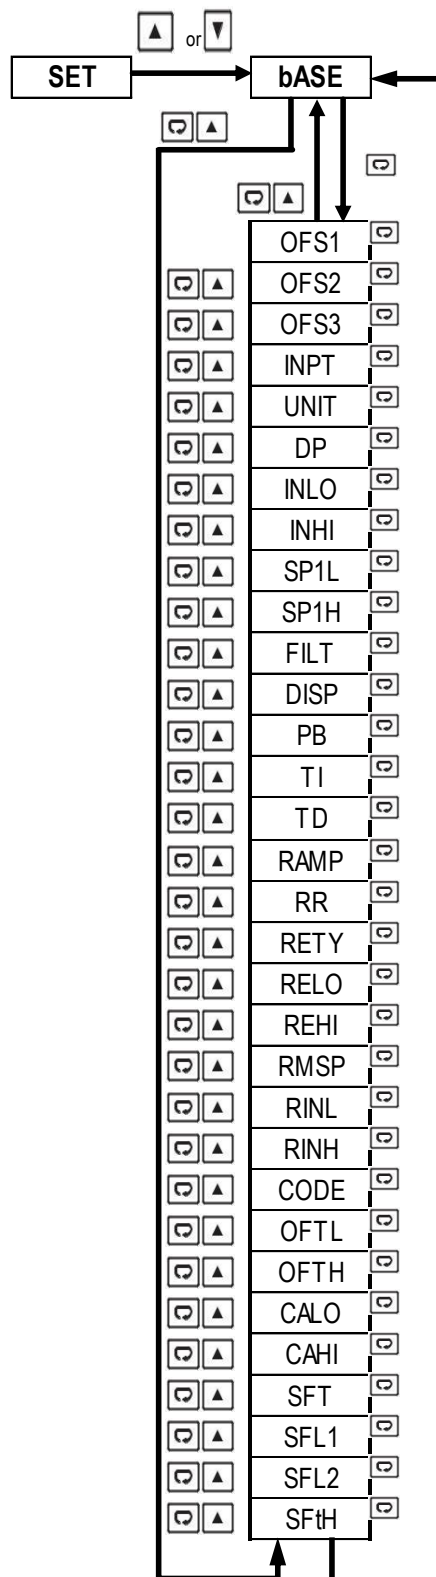 or
SET
bASE
OFS1
OFS2
OFS3
INPT
UNIT
DP
INLO
INHI
SP1L
SP1H
FILT
DISP
PB
TI
TD
RAMP
RR
RETY
RELO
REHI
RMSP
RINL
RINH
CODE
OFTL
OFTH
CALO
CAHI
SFT
SFL1
SFL2
SFtH